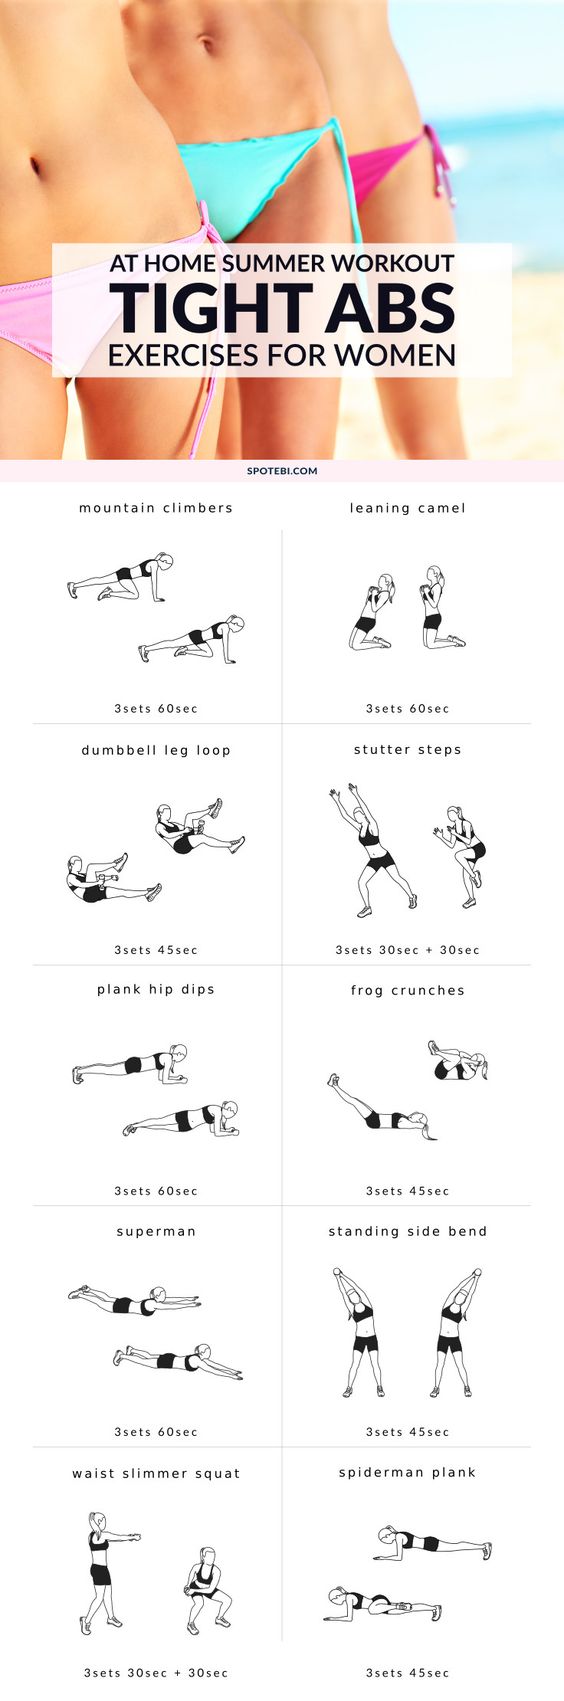 AT HOME SUMMER WORKOUT
TIGHT ABS
EXERCISES FOR WOMEN
SPOTEBI.COM
mountain climbers
3sets 60sec
leaning camel
3sets 60sec
dumbbell leg loop
3sets 45sec
stutter steps
3sets 30sec + 30sec
plank hip dips
3sets 60sec
frog crunches
3sets 45sec
superman
3sets 60sec
standing side bend
3sets 45sec
waist slimmer squat
3sets 30sec + 30sec
spiderman plank
3sets 45sec